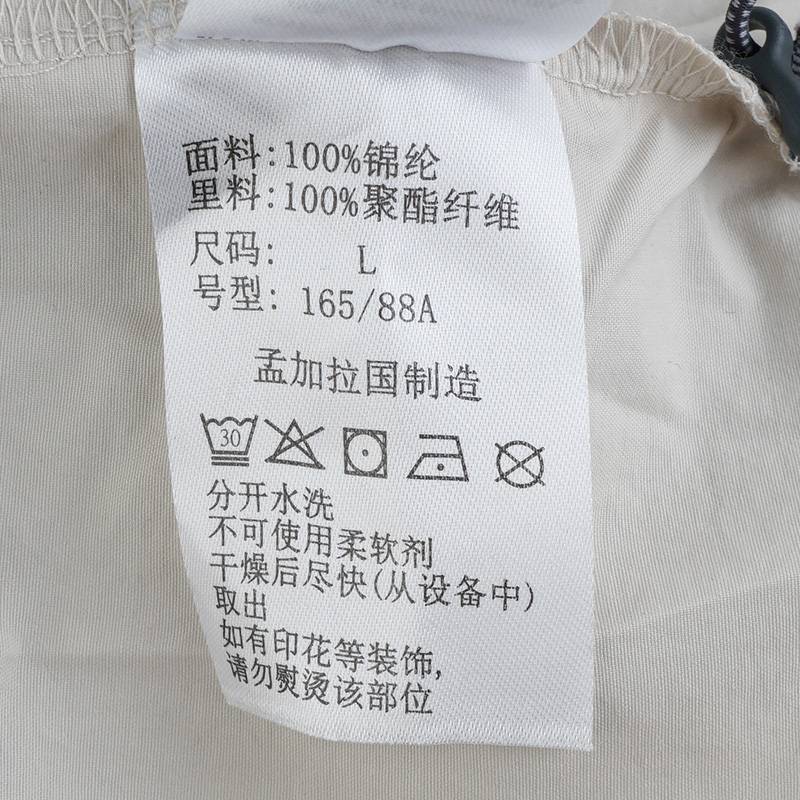 面料:100%锦纶
里料:100%聚酯纤维
尺码: L
号型: 165/88A
孟加拉国制造
30
分开水洗
不可使用柔软剂
干燥后尽快(从设备中)
取出
如有印花等装饰,
请勿熨烫该部位